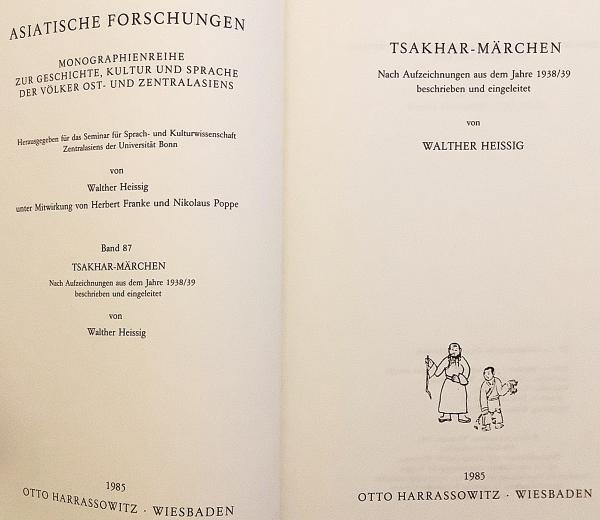 ASIATISCHE FORSCHUNGEN
MONOGRAPHIENREIHE
ZUR GESCHICHTE, KULTUR UND SPRACHE
DER VÖLKER OST- UND ZENTRALASIENS
Herausgegeben für das Seminar für Sprach- und Kulturwissenschaft
Zentralasiens der Universität Bonn
von
Walther Heissig
unter Mitwirkung von Herbert Franke und Nikolaus Poppe
Band 87
TSAKHAR-MÄRCHEN
Nach Aufzeichnungen aus dem Jahre 1938/39
beschrieben und eingeleitet
von
Walther Heissig
1985
OTTO HARRASSOWITZ · WIESBADEN
TSAKHAR-MÄRCHEN
Nach Aufzeichnungen aus dem Jahre 1938/39
beschrieben und eingeleitet
von
WALTHER HEISSIG
1985
OTTO HARRASSOWITZ · WIESBADEN